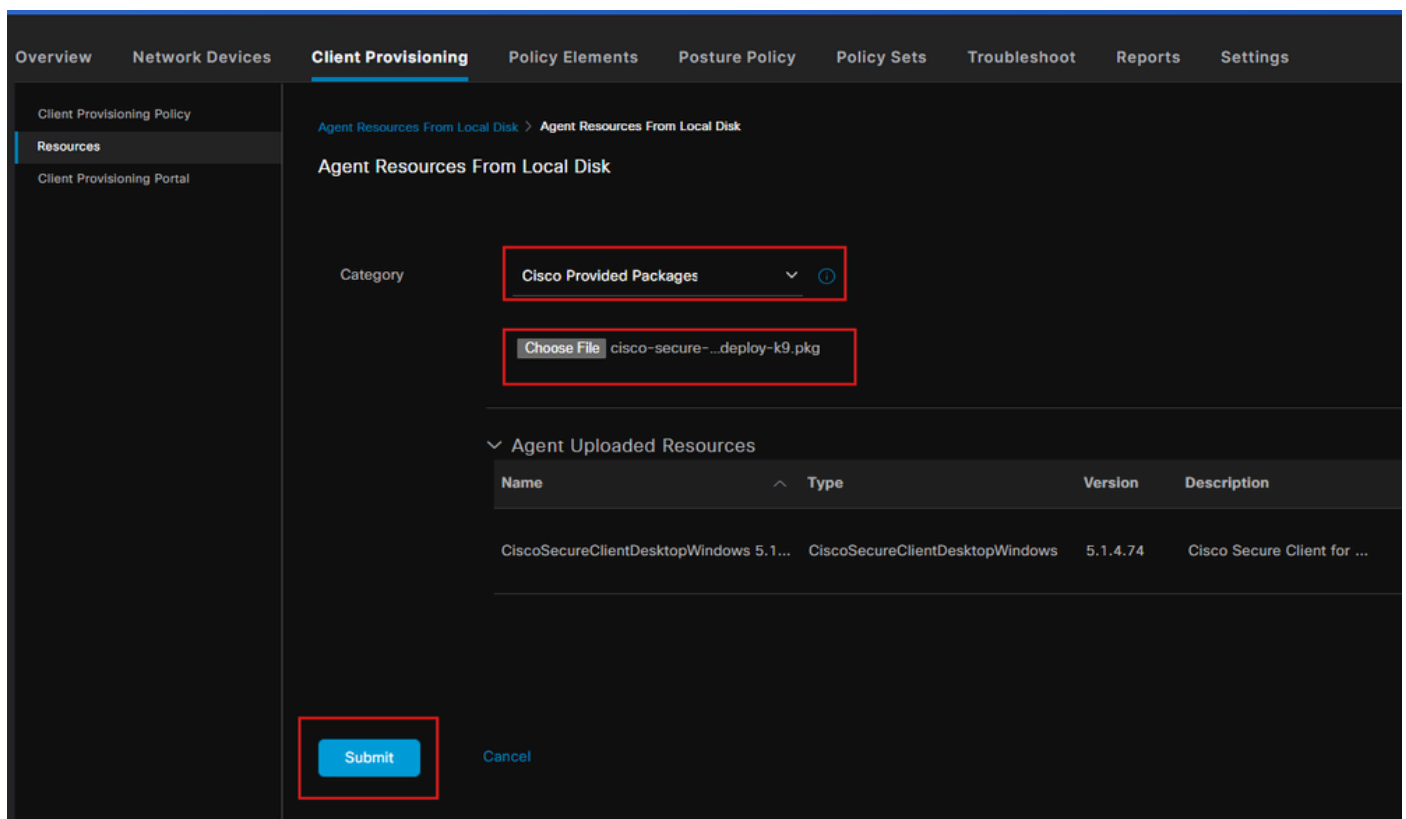 Overview Network Devices Client Provisioning Policy Elements Posture Policy Policy Sets Troubleshoot Reports Settings
Client Provisioning Policy
Resources
Client Provisioning Portal
Agent Resources From Local Disk > Agent Resources From Local Disk
Agent Resources From Local Disk
Category Cisco Provided Packages
Choose File cisco-secure-...deploy-k9.pkg
Agent Uploaded Resources
Name Type Version Description
CiscoSecureClientDesktopWindows 5.1... CiscoSecureClientDesktopWindows 5.1.4.74 Cisco Secure Client for ...
Submit Cancel